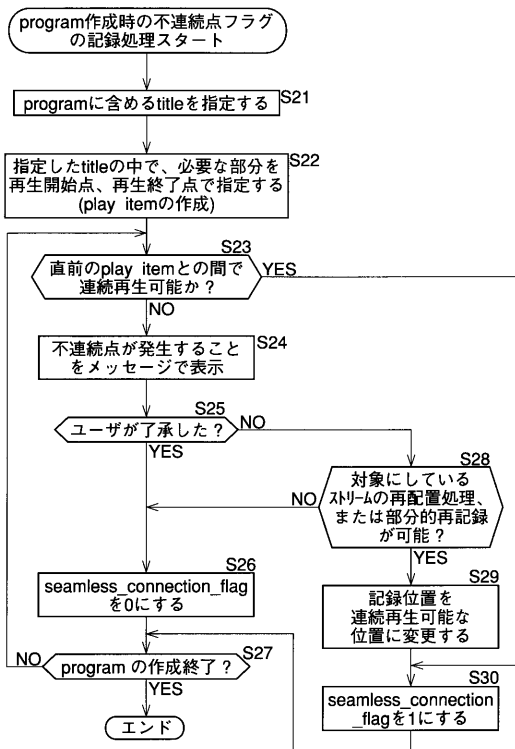 program作成時の不連続点フラグ
の記録処理スタート
S21
programに含めるtitleを指定する
S22
指定したtitleの中で、必要な部分を
再生開始点、再生終了点で指定する
(play itemの作成)
S23
直前のplay itemとの間で
連続再生可能か?
YES
NO
S24
不連続点が発生すること
をメッセージで表示
S25
ユーザが了承した?
NO
YES
S28
対象にしている
ストリームの再配置処理、
または部分的再記録
が可能?
NO
YES
S26
seamless_connection_flag
を0にする
S29
記録位置を
連続再生可能な
位置に変更する
S27
program の作成終了?
NO
YES
S30
seamless_connection
_flagを1にする
エンド